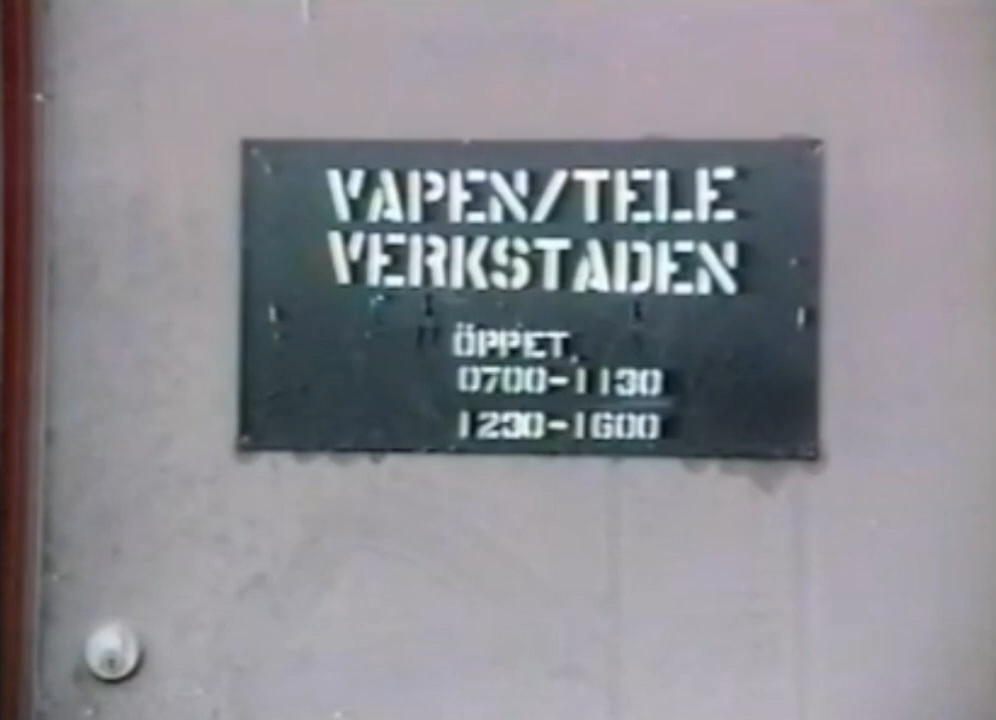 VAPEN/TELE
VERKSTADEN
ÖPPET.
0700-1130
1230-1600